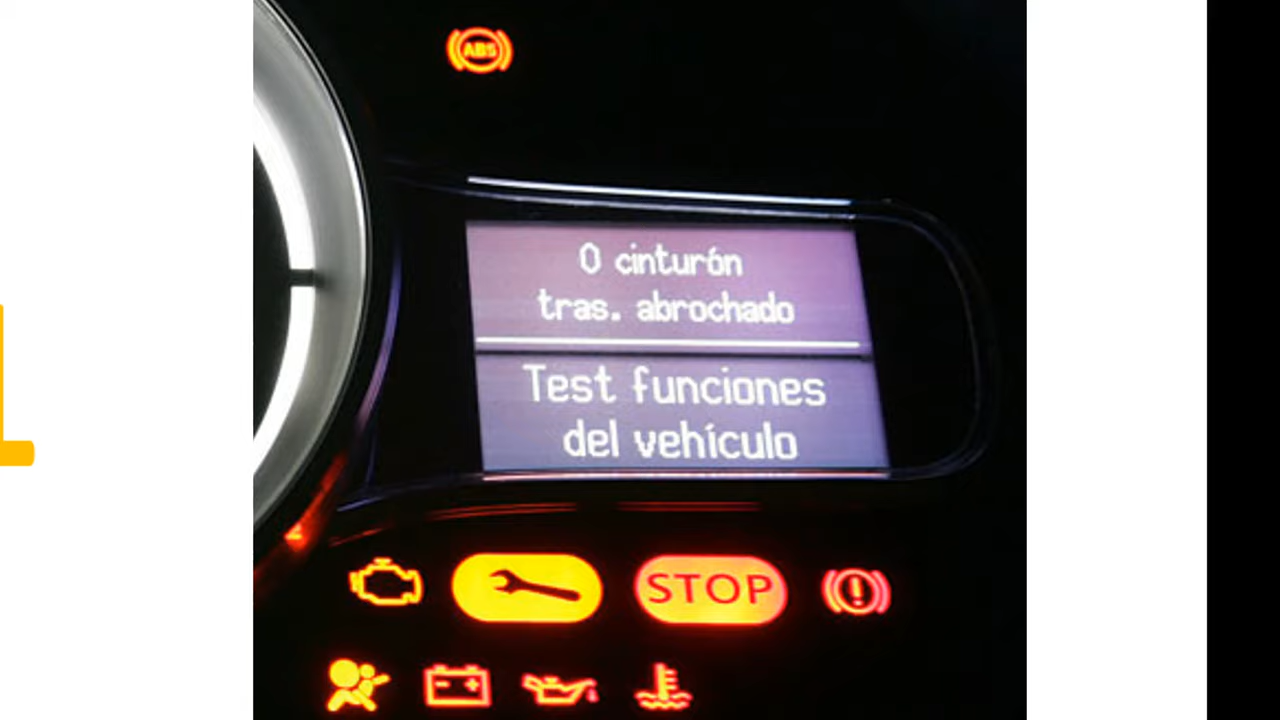 ABS
0 cinturón
tras. abrochado
Test funciones
del vehículo
STOP